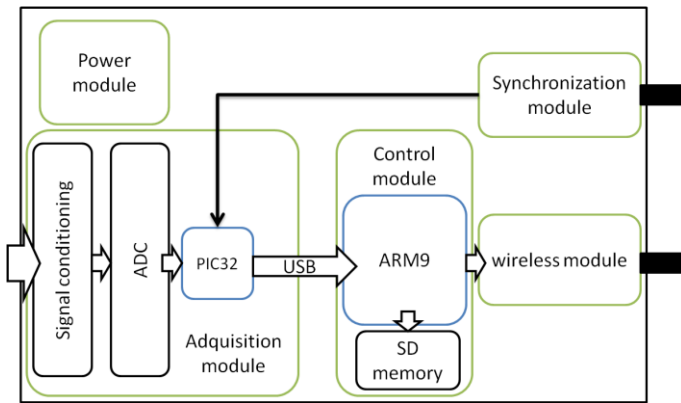 Power
module
Synchronization
module
Signal conditioning
ADC
PIC32
Adquisition
module
USB
Control
module
ARM9
SD
memory
wireless module